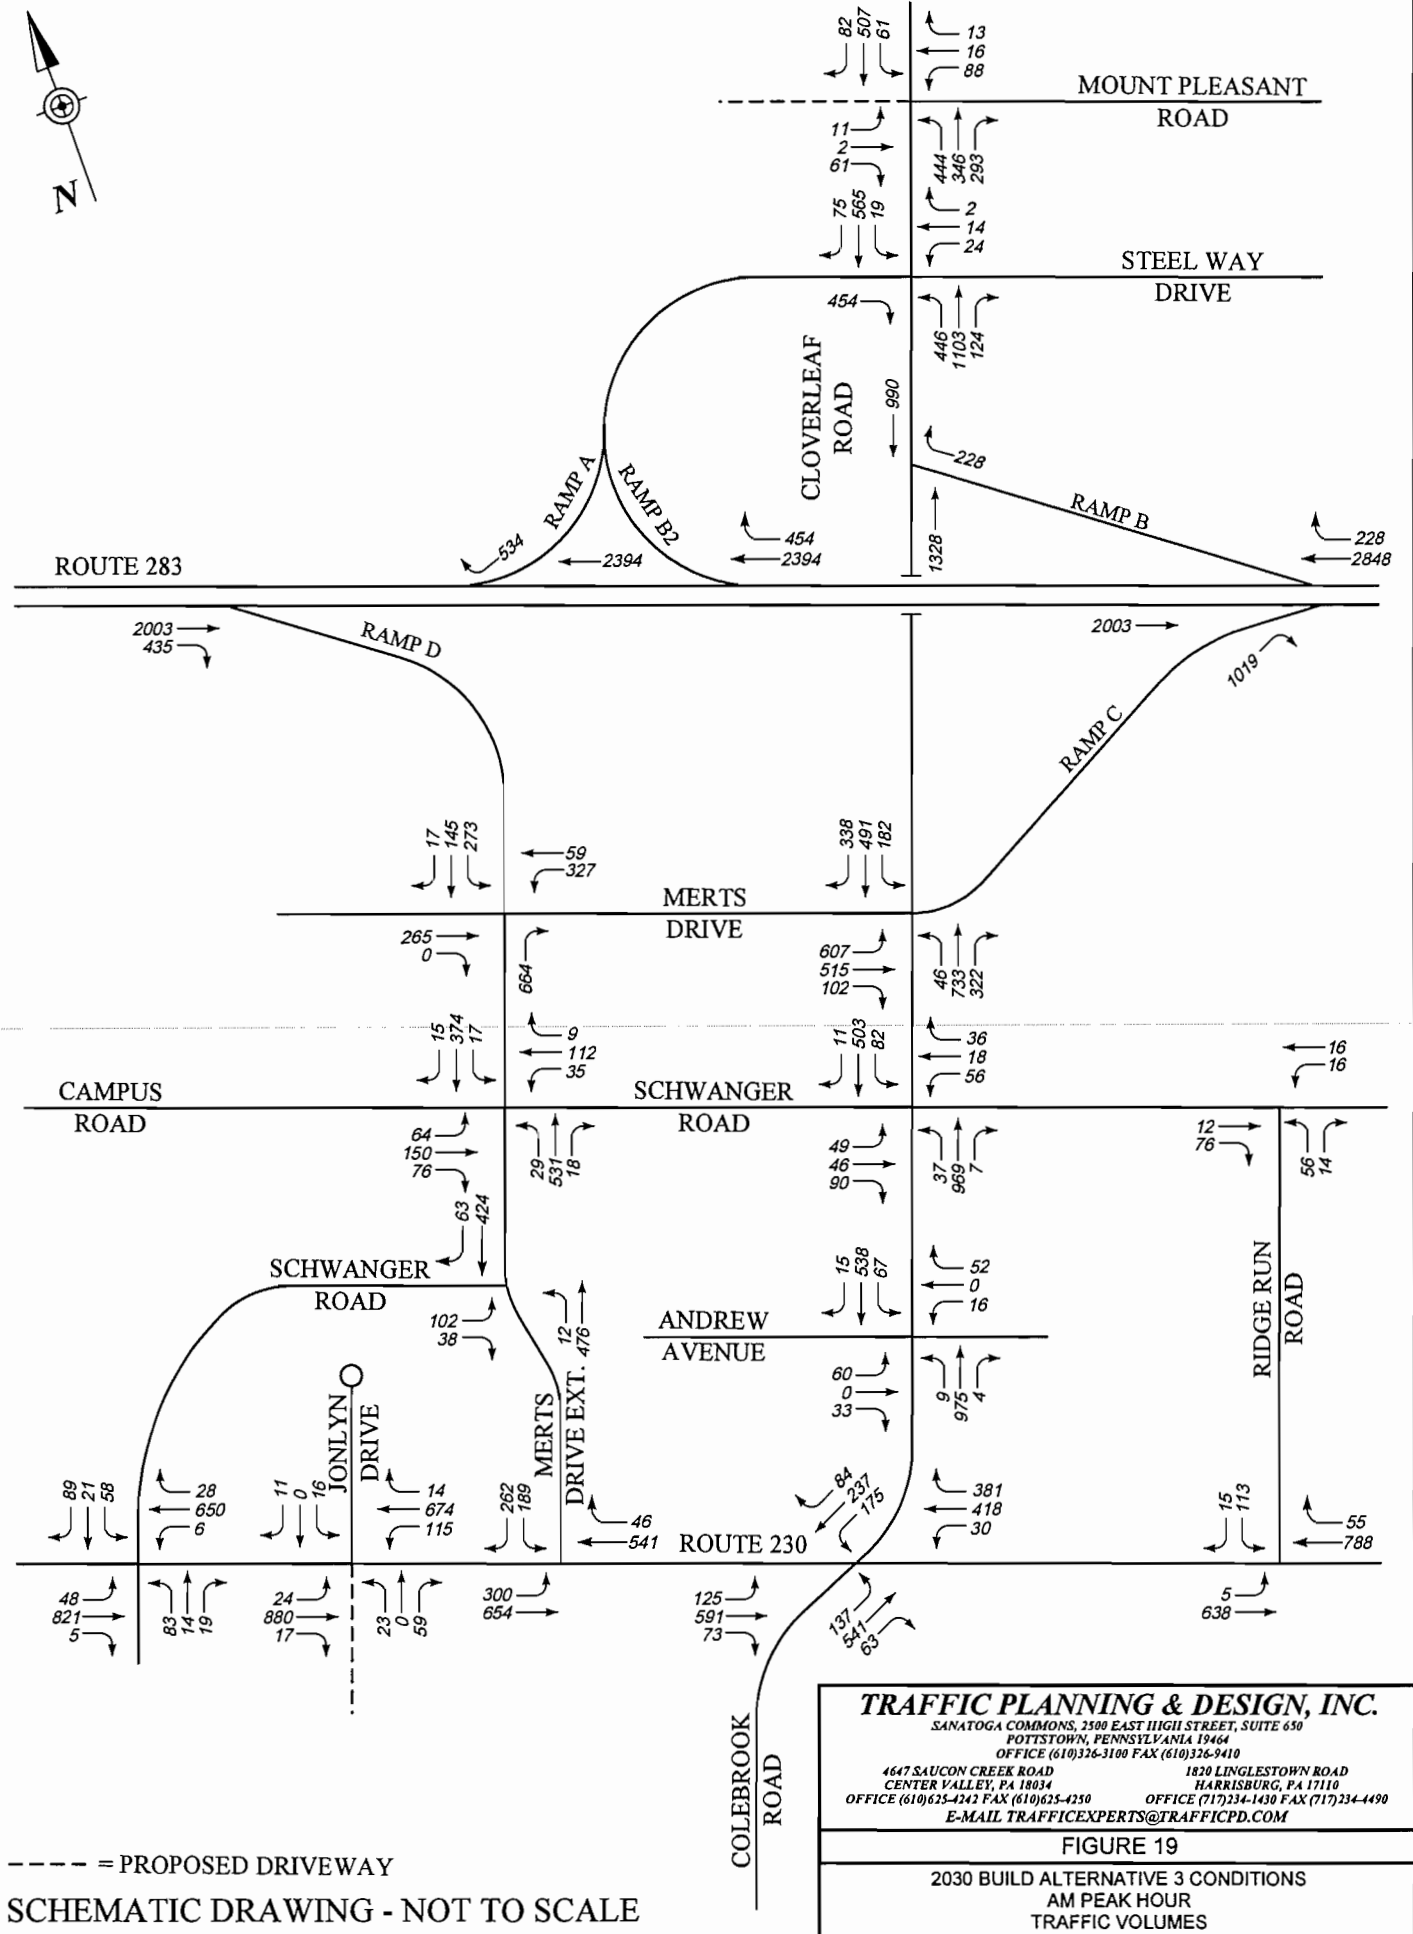 82 507 61
13
16
88
MOUNT PLEASANT
ROAD
11
2
61
444 346 293
N
75 565 19
2
14
24
STEEL WAY
DRIVE
454
446 1103 124
CLOVERLEAF
ROAD
990
228
RAMP A
RAMP B2
RAMP B
1328
534
2394
454
2394
228
2848
ROUTE 283
2003
435
RAMP D
2003
1019
RAMP C
17 145 273
59
327
338 491 182
MERTS
DRIVE
265
0
664
607
515
102
46 733 322
15 374 17
9
112
35
11 503 82
36
18
56
16
16
CAMPUS
ROAD
SCHWANGER
ROAD
64
150
76
29 531 18
49
46
90
37 969 7
12
76
56 14
63 424
SCHWANGER
ROAD
102
38
12 476
15 538 67
52
0
16
ANDREW
AVENUE
60
0
33
9 975 4
RIDGE RUN
ROAD
JONLYN
DRIVE
MERTS
DRIVE EXT.
89 21 58
28
650
6
11 0 16
14
674
115
262 189
46
541
ROUTE 230
84 237 175
381
418
30
15 113
55
788
48
821
5
83 14 19
24
880
17
23 0 59
300
654
125
591
73
137 541 63
5
638
COLEBROOK
ROAD
TRAFFIC PLANNING & DESIGN, INC.
SANATOGA COMMONS, 2500 EAST HIGH STREET, SUITE 650
POTTSTOWN, PENNSYLVANIA 19464
OFFICE (610)326-3100 FAX (610)326-9410
4647 SAUCON CREEK ROAD
CENTER VALLEY, PA 18034
OFFICE (610)625-4242 FAX (610)625-4250
1820 LINGLESTOWN ROAD
HARRISBURG, PA 17110
OFFICE (717)234-1430 FAX (717)234-4490
E-MAIL TRAFFICEXPERTS@TRAFFICPD.COM
FIGURE 19
2030 BUILD ALTERNATIVE 3 CONDITIONS
AM PEAK HOUR
TRAFFIC VOLUMES
---- = PROPOSED DRIVEWAY
SCHEMATIC DRAWING - NOT TO SCALE